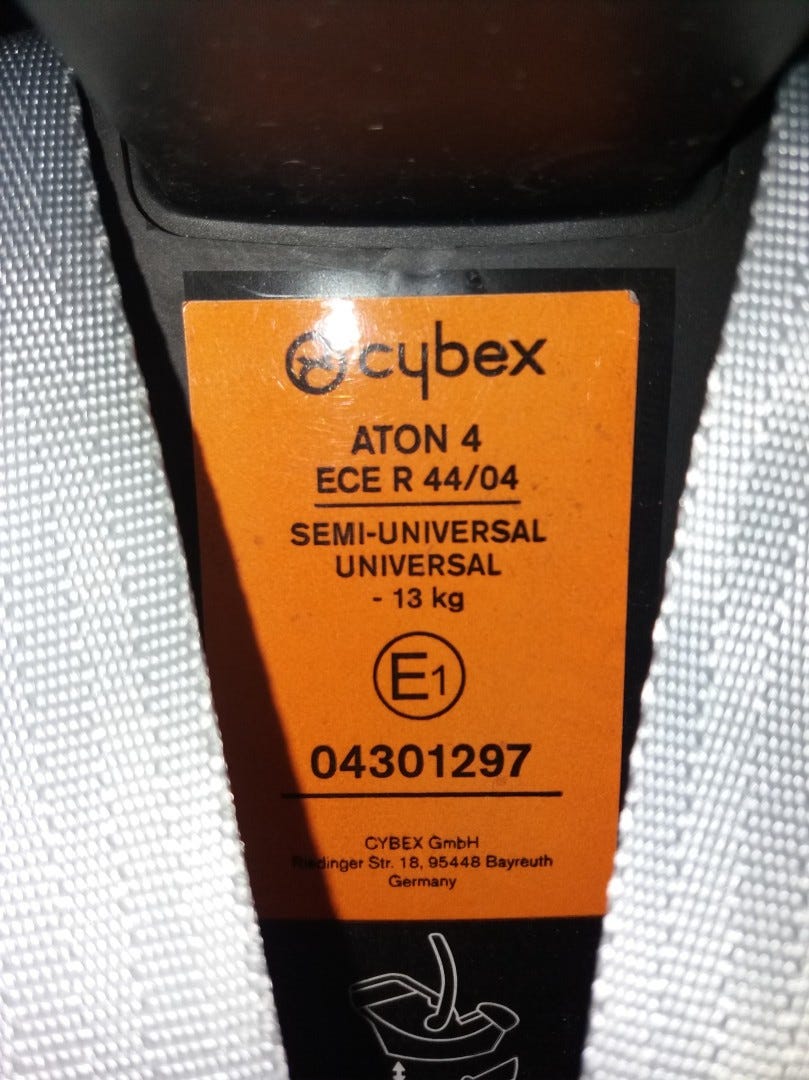 cybex
ATON 4
ECE R 44/04
SEMI-UNIVERSAL
UNIVERSAL
- 13 kg
E1
04301297
CYBEX GmbH
Riedinger Str. 18, 95448 Bayreuth
Germany